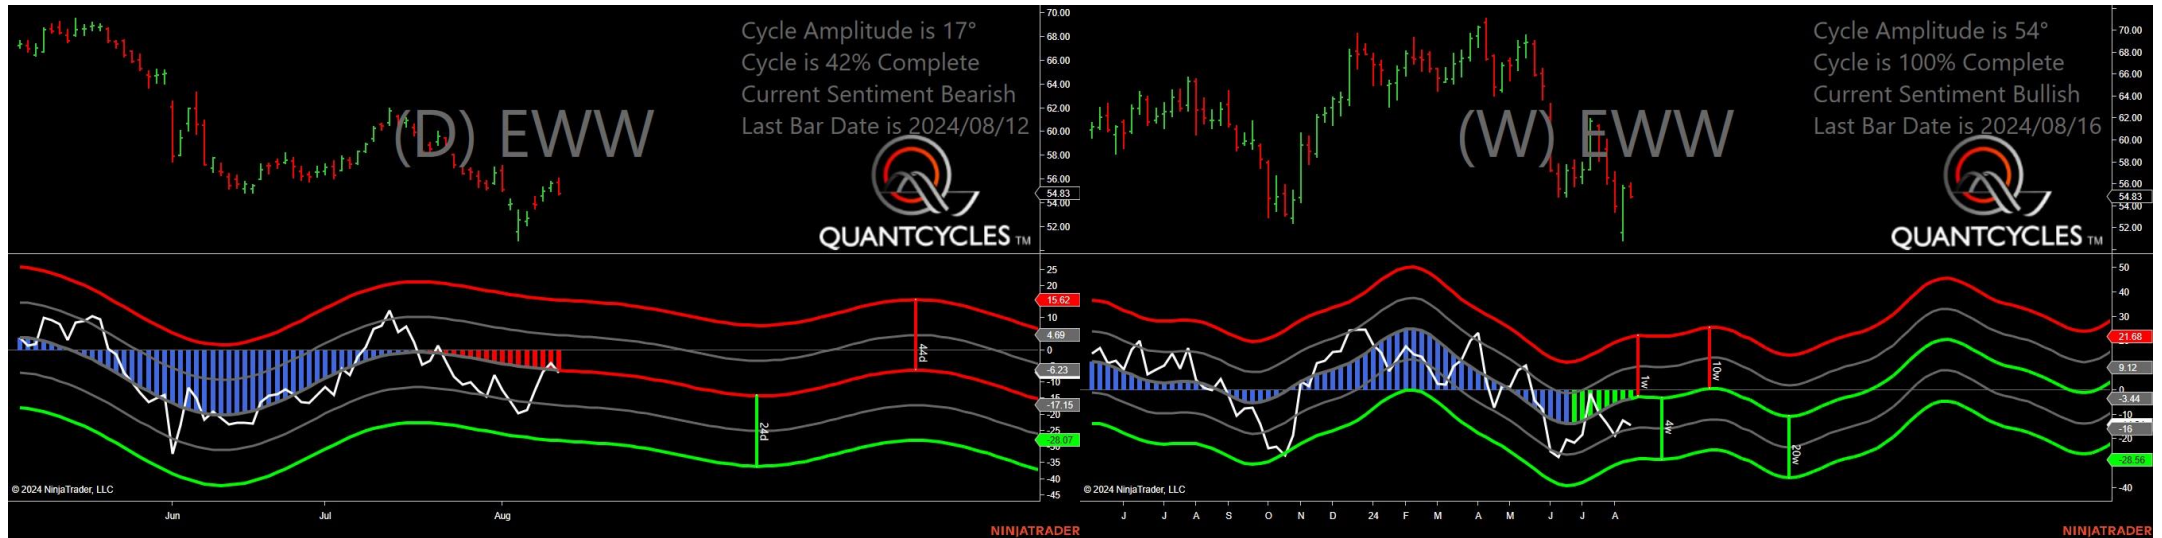 70.00
68.00
66.00
64.00
62.00
60.00
58.00
56.00
54.83
54.00
52.00
Cycle Amplitude is 17°
Cycle is 42% Complete
Current Sentiment Bearish
Last Bar Date is 2024/08/12
(D) EWW
QUANTCYCLES TM
25
20
15.62
10
4.69
0
-6.23
-10
-15
-17.15
-20
-25
-28.07
-35
-40
-45
44d
24d
© 2024 NinjaTrader, LLC
Jun Jul Aug
NINJATRADER
70.00
68.00
66.00
64.00
62.00
60.00
58.00
56.00
54.83
54.00
52.00
Cycle Amplitude is 54°
Cycle is 100% Complete
Current Sentiment Bullish
Last Bar Date is 2024/08/16
(W) EWW
QUANTCYCLES TM
50
40
30
21.68
9.12
0
-3.44
-10
-16
-20
-28.56
-40
1w
10w
4w
20w
© 2024 NinjaTrader, LLC
J J A S O N D 24 F M A M J J A
NINJATRADER